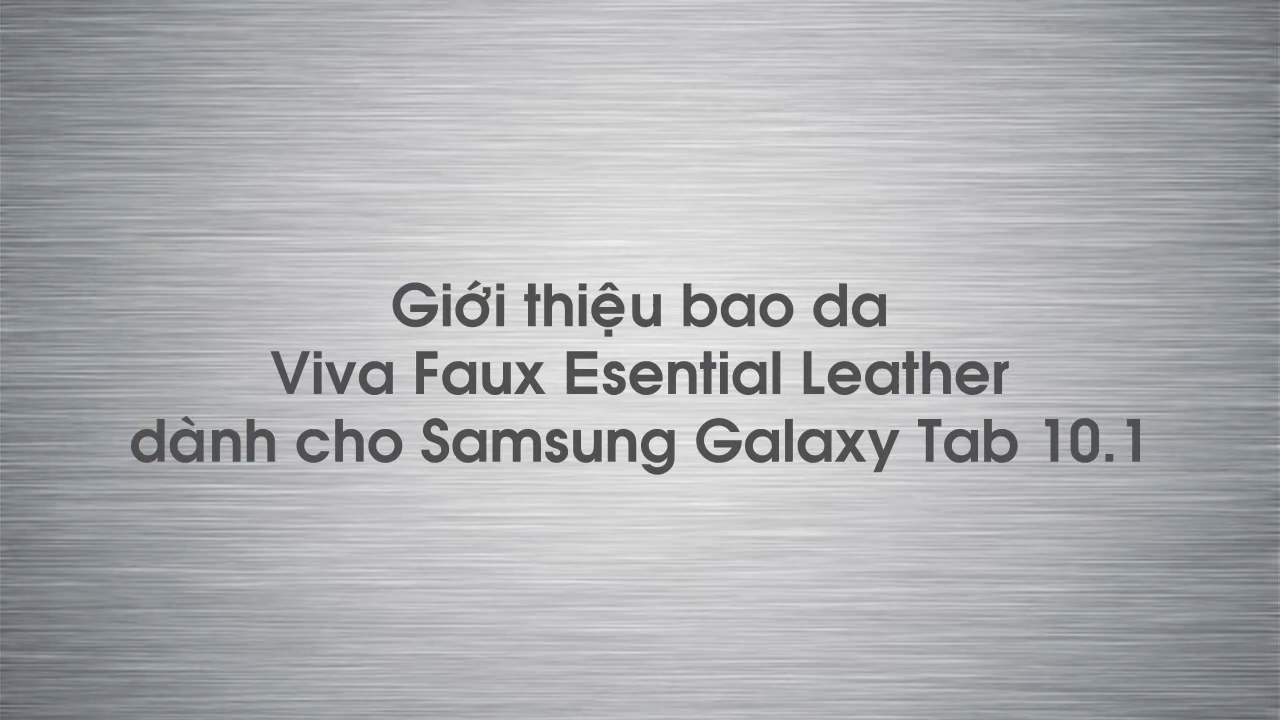 Giới thiệu bao da
Viva Faux Esential Leather
dành cho Samsung Galaxy Tab 10.1